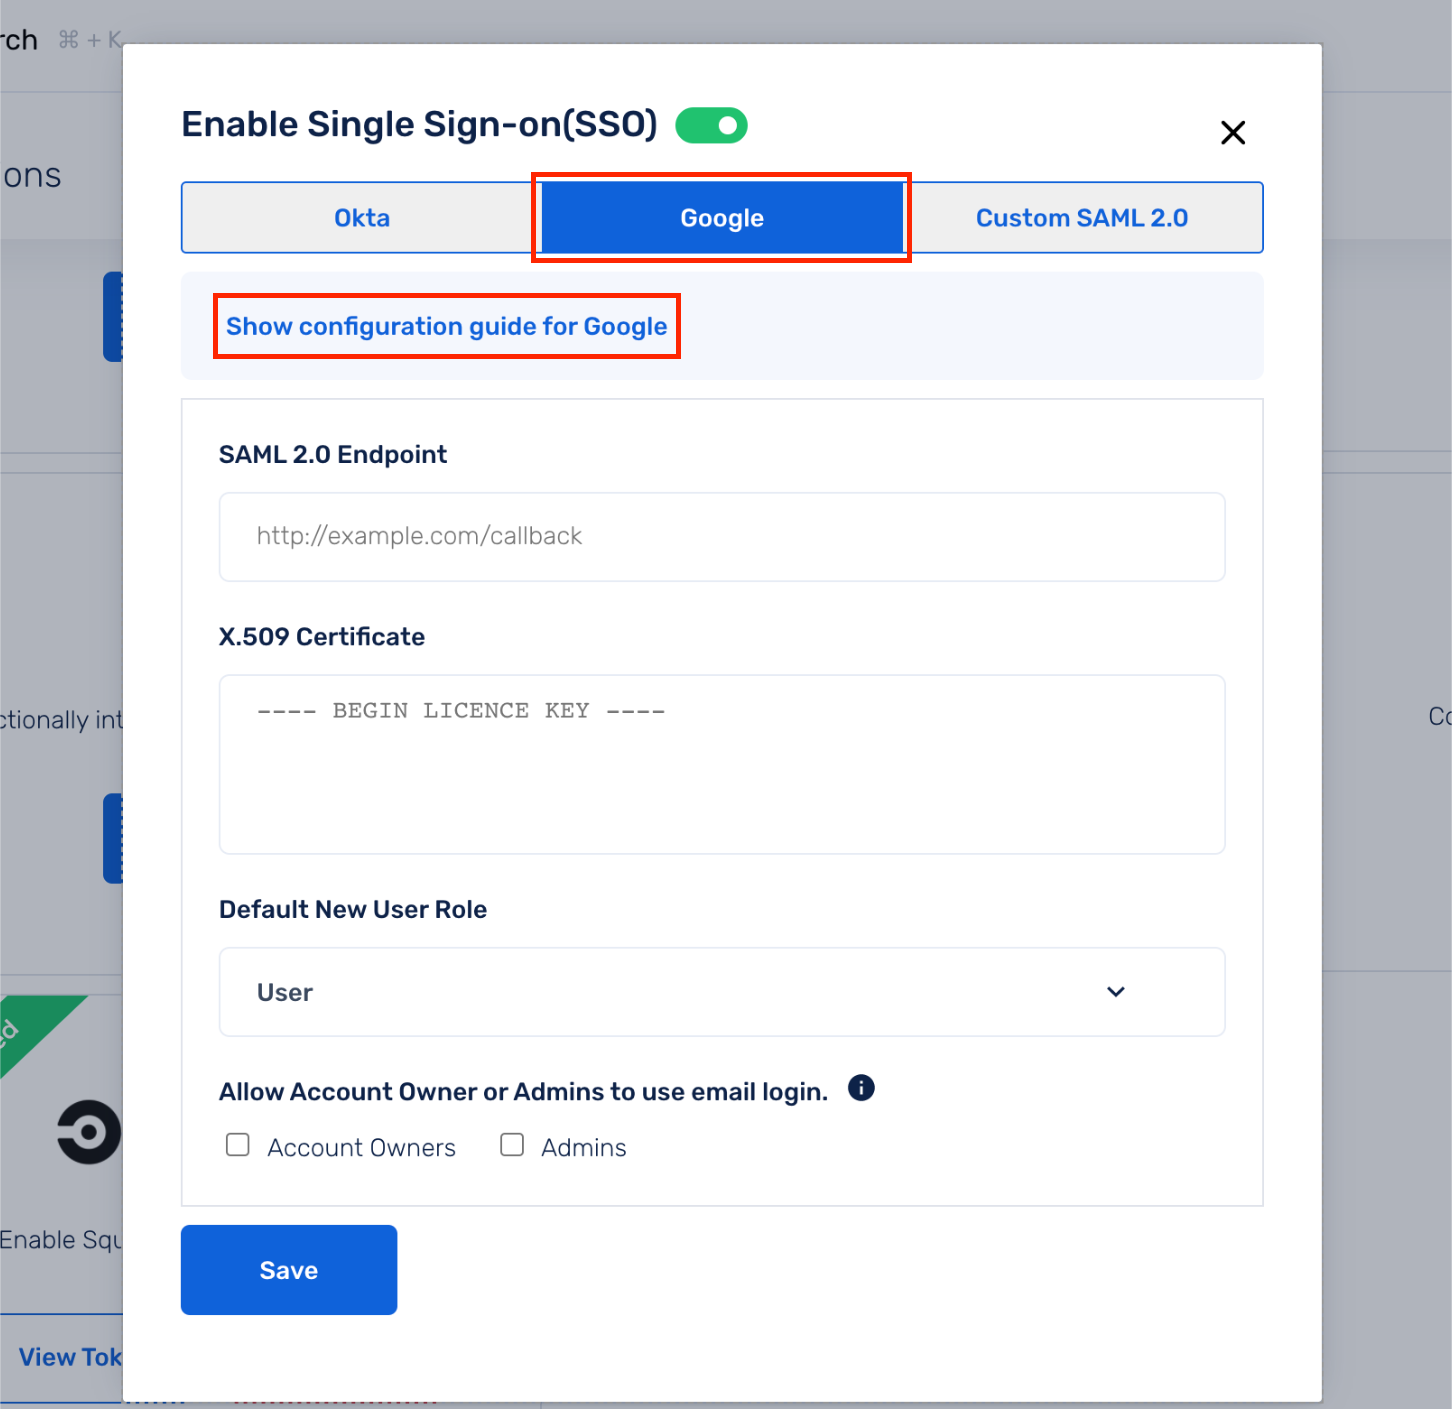 rch ⌘ + K
Enable Single Sign-on(SSO)
ons
Okta Google Custom SAML 2.0
Show configuration guide for Google
SAML 2.0 Endpoint
http://example.com/callback
X.509 Certificate
---- BEGIN LICENCE KEY ----
ctionally int
Co
Default New User Role
User
ed
Allow Account Owner or Admins to use email login.
Account Owners Admins
Enable Squ
Save
View Tok